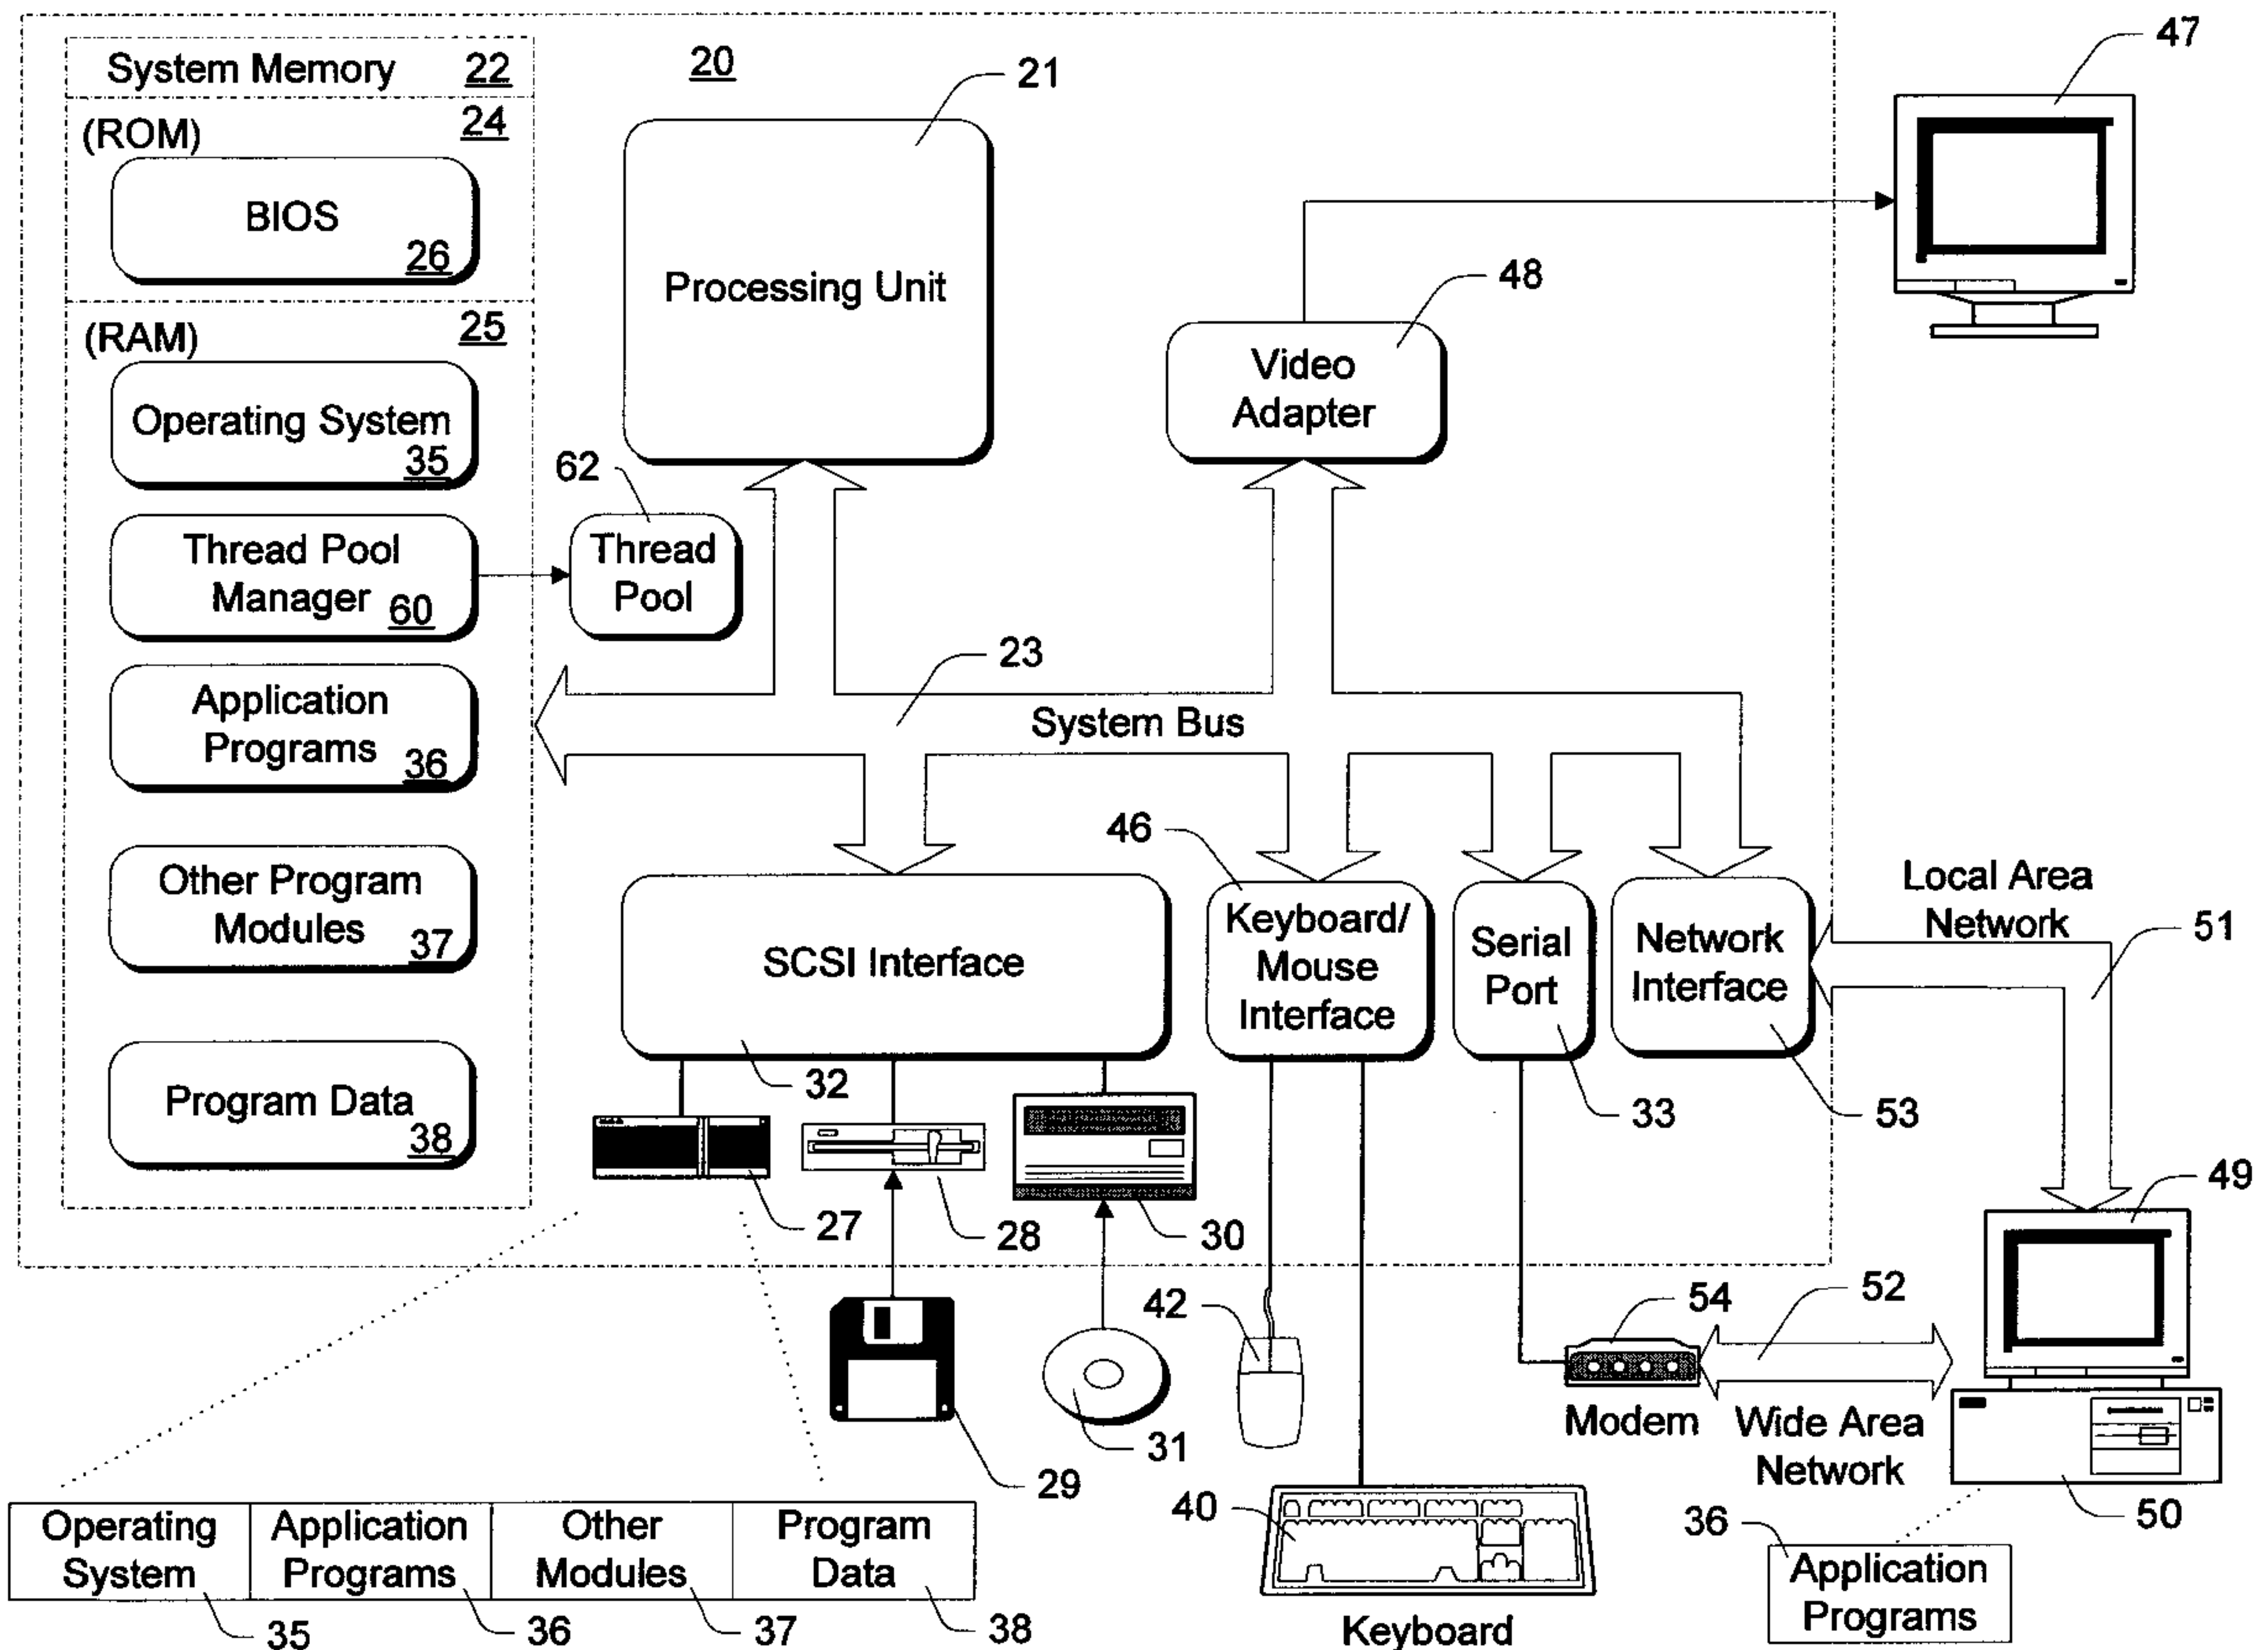 System Memory 22
20
21
47
(ROM) 24
BIOS
26
Processing Unit
48
(RAM) 25
Operating System
35
Video
Adapter
62
Thread Pool
Manager 60
Thread
Pool
23
Application
Programs 36
System Bus
46
Other Program
Modules 37
SCSI Interface
Keyboard/
Mouse
Interface
Serial
Port
Network
Interface
Local Area
Network
51
32
33
53
Program Data
38
27
28
30
49
42
54
52
31
29
Modem
Wide Area
Network
50
40
36
Operating
System
Application
Programs
Other
Modules
Program
Data
35
36
37
38
Keyboard
Application
Programs